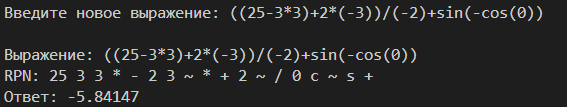 Введите новое выражение: ((25-3*3)+2*(-3))/(-2)+sin(-cos(0))
Выражение: ((25-3*3)+2*(-3))/(-2)+sin(-cos(0))
RPN: 25 3 3 * - 2 3 ~ * + 2 ~ / 0 c ~ s +
Ответ: -5.84147